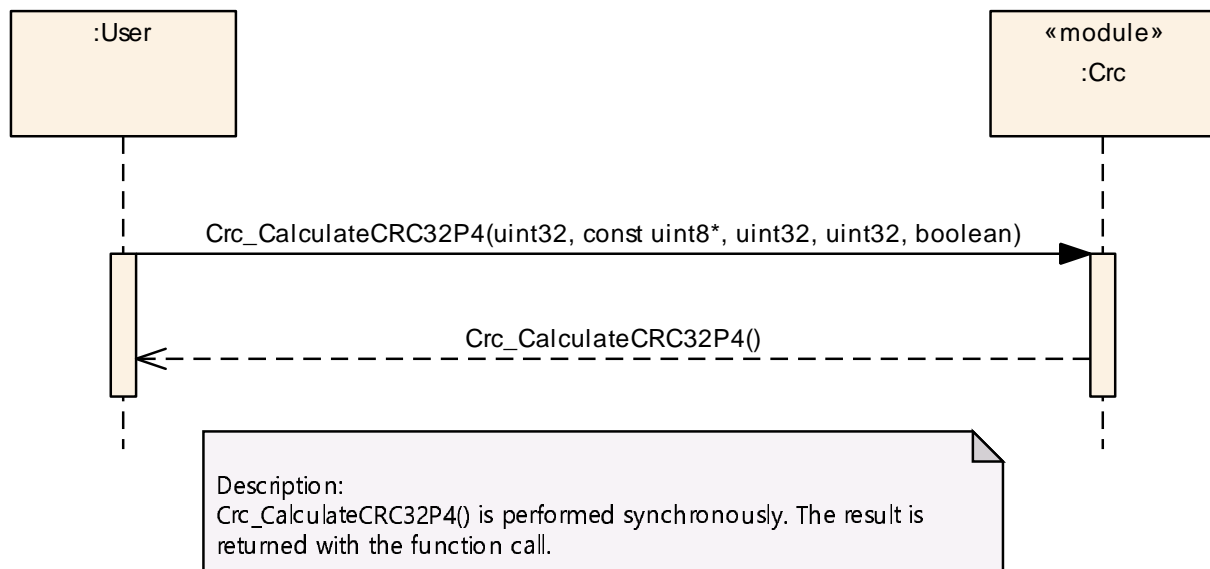 :User
«module»
:Crc
Crc_CalculateCRC32P4(uint32, const uint8*, uint32, uint32, boolean)
Crc_CalculateCRC32P4()
Description:
Crc_CalculateCRC32P4() is performed synchronously. The result is
returned with the function call.